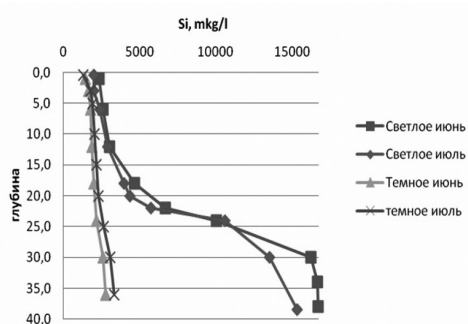 Si, mkg/l
0 5000 10000 15000
0,0
5,0
10,0
15,0
20,0
25,0
30,0
35,0
40,0
глубина
Светлое июнь
Светлое июль
Темное июнь
темное июль